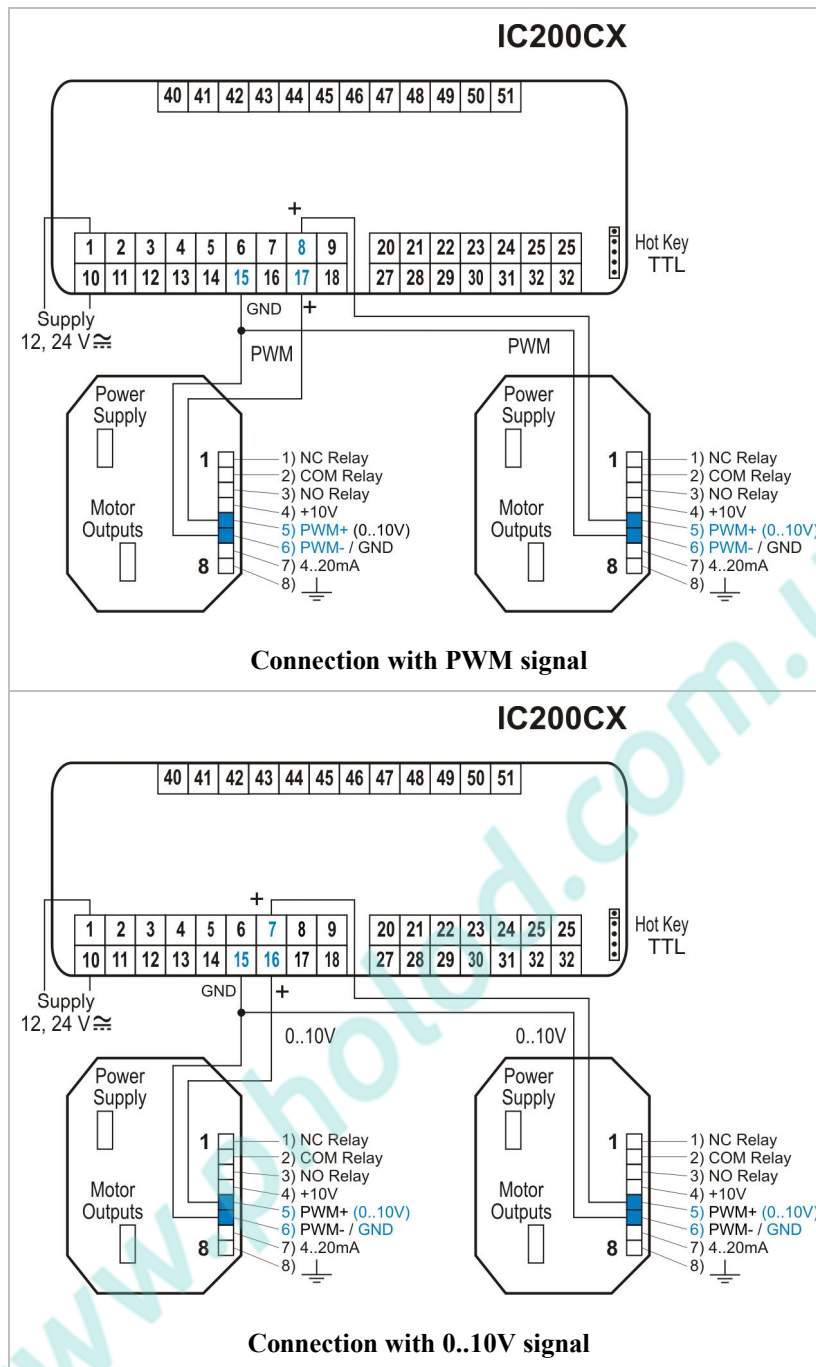 IC200CX
40 41 42 43 44 45 46 47 48 49 50 51
+
1 2 3 4 5 6 7 8 9 20 21 22 23 24 25 25
10 11 12 13 14 15 16 17 18 27 28 29 30 31 32 32
Hot Key
TTL
Supply
12, 24 V
GND
+
PWM
PWM
Power
Supply
Motor
Outputs
1
8
1) NC Relay
2) COM Relay
3) NO Relay
4) +10V
5) PWM+ (0..10V)
6) PWM- / GND
7) 4..20mA
8)
Power
Supply
Motor
Outputs
1
8
1) NC Relay
2) COM Relay
3) NO Relay
4) +10V
5) PWM+ (0..10V)
6) PWM- / GND
7) 4..20mA
8)
Connection with PWM signal
IC200CX
40 41 42 43 44 45 46 47 48 49 50 51
+
1 2 3 4 5 6 7 8 9 20 21 22 23 24 25 25
10 11 12 13 14 15 16 17 18 27 28 29 30 31 32 32
Hot Key
TTL
Supply
12, 24 V
GND
+
0..10V
0..10V
Power
Supply
Motor
Outputs
1
8
1) NC Relay
2) COM Relay
3) NO Relay
4) +10V
5) PWM+ (0..10V)
6) PWM- / GND
7) 4..20mA
8)
Power
Supply
Motor
Outputs
1
8
1) NC Relay
2) COM Relay
3) NO Relay
4) +10V
5) PWM+ (0..10V)
6) PWM- / GND
7) 4..20mA
8)
Connection with 0..10V signal
www.pholod.com.u